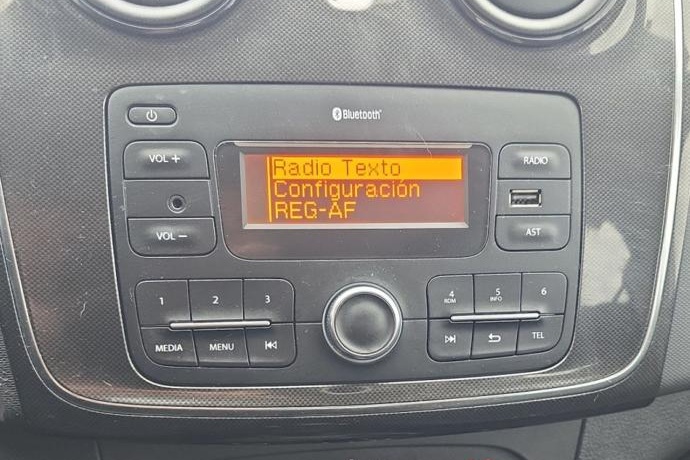 Bluetooth®
VOL +
VOL −
Radio Texto
Configuración
REG-AF
RADIO
AST
1
2
3
MEDIA
MENU
4
RDM
5
INFO
6
TEL